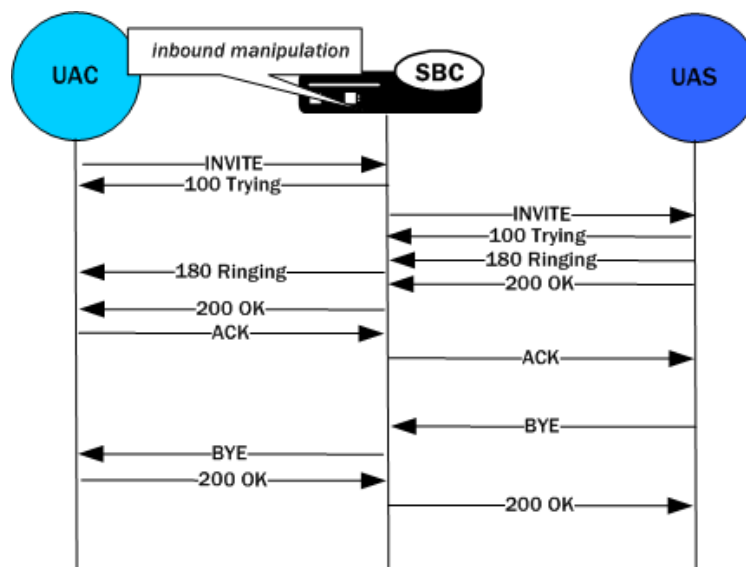 inbound manipulation
UAC
SBC
UAS
INVITE
100 Trying
INVITE
100 Trying
180 Ringing
180 Ringing
200 OK
200 OK
ACK
ACK
BYE
BYE
200 OK
200 OK